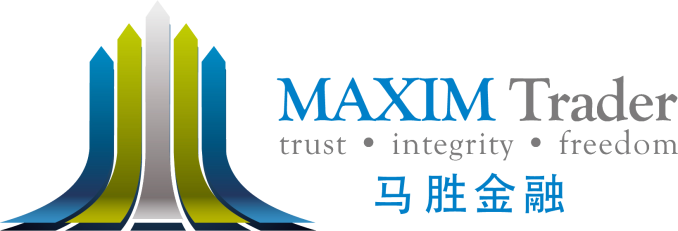 MAXIM Trader
trust • integrity • freedom
马胜金融